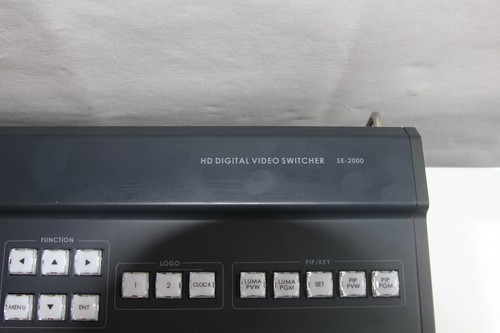 HD DIGITAL VIDEO SWITCHER SE-2000
FUNCTION
LOGO
PIP/KEY
1 2 CLOCK
LUMA PVW
LUMA PGM
SET
PIP PVW
PIP PGM
MENU
ENT